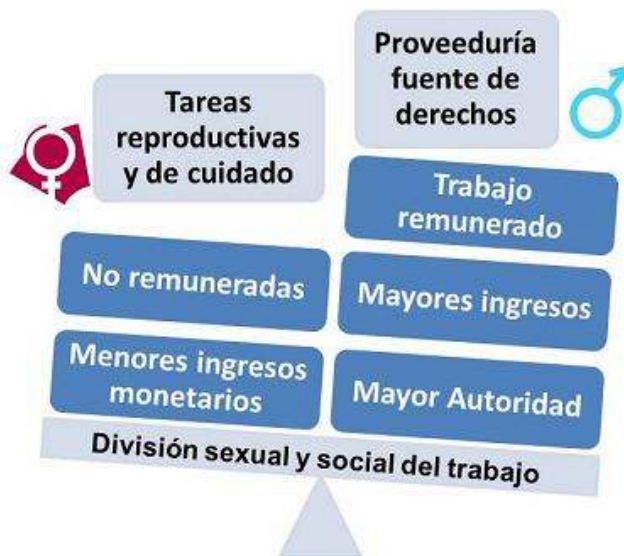 Tareas
reproductivas
y de cuidado
No remuneradas
Menores ingresos
monetarios
Proveeduría
fuente de
derechos
Trabajo
remunerado
Mayores ingresos
Mayor Autoridad
División sexual y social del trabajo